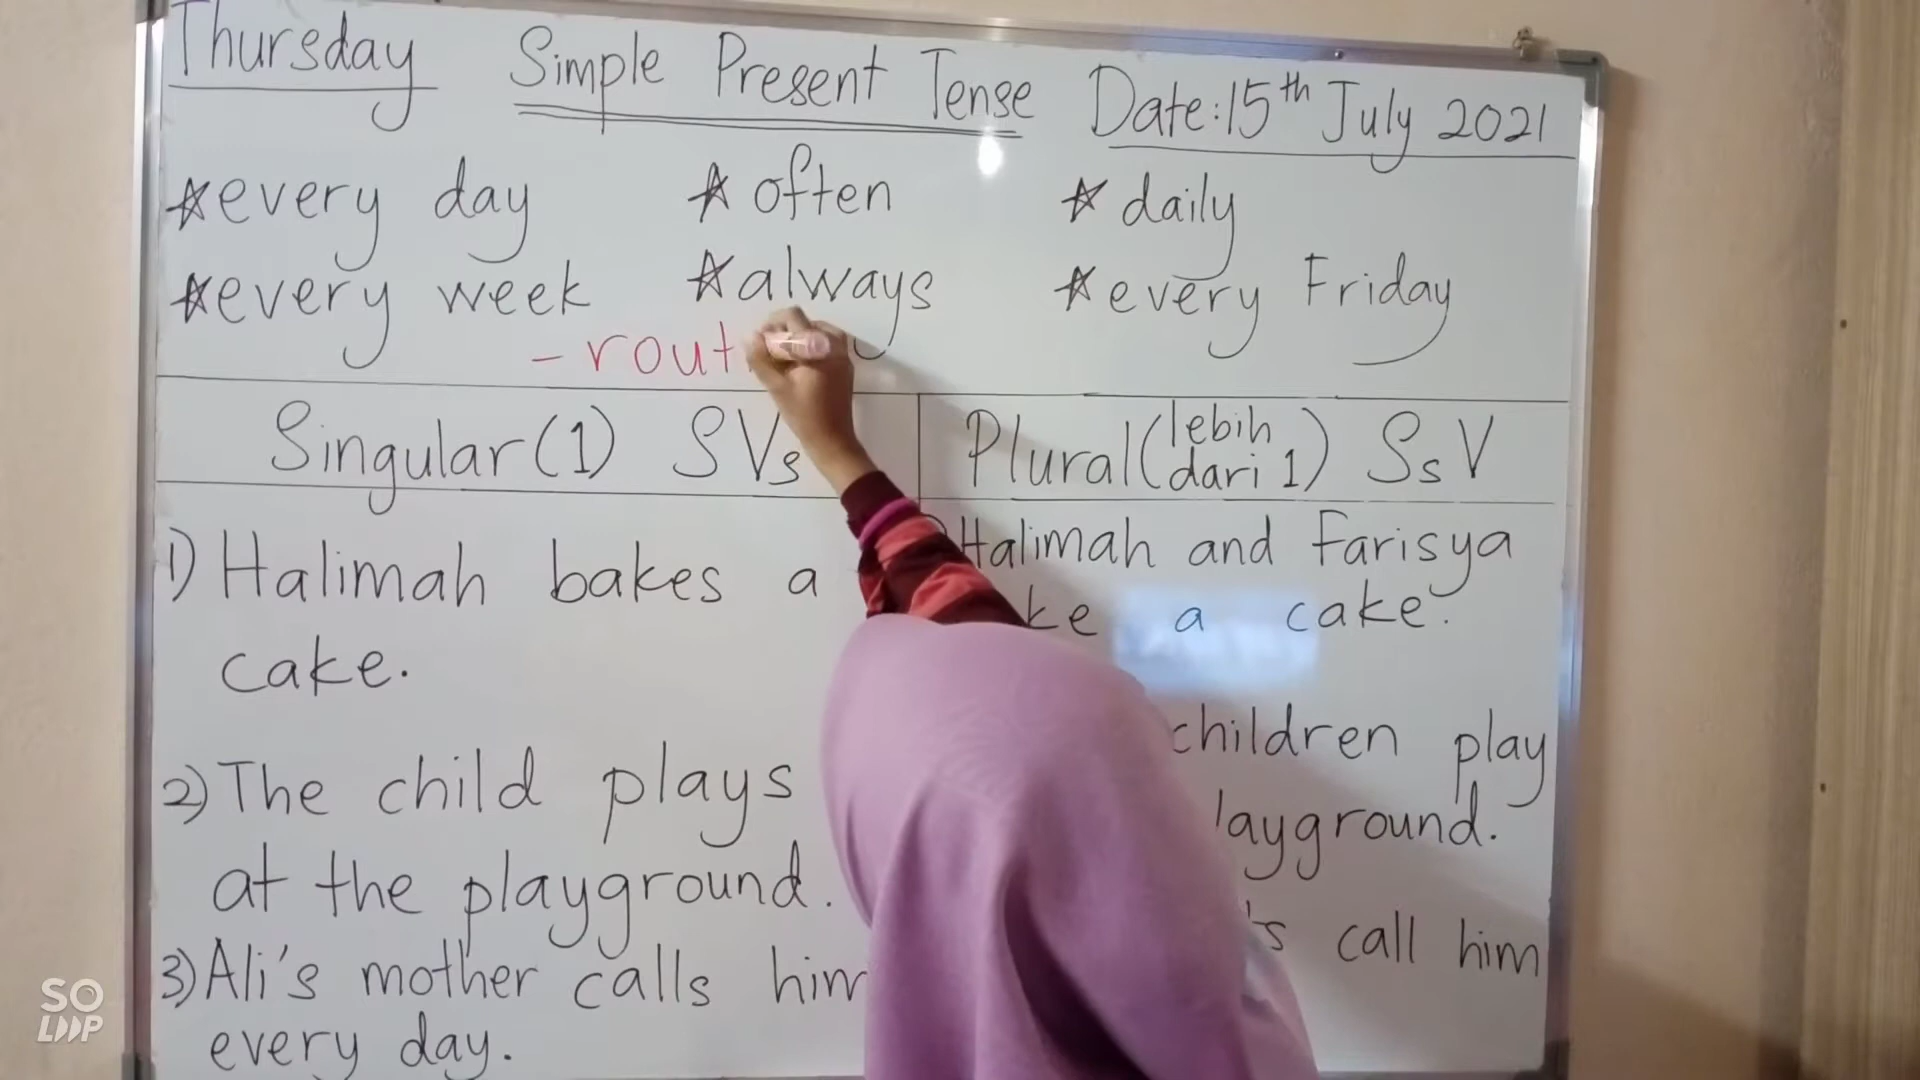 Thursday Simple Present Tense Date: 15th July 2021
*every day *often *daily
*every week *always *every Friday
- rout
Singular (1) SVs
Plural (lebih dari 1) SsV
1) Halimah bakes a
cake.
2) The child plays
at the playground.
3) Ali's mother calls him
every day.
Halimah and Farisya
a cake.
children play
call him
SO
LOOP